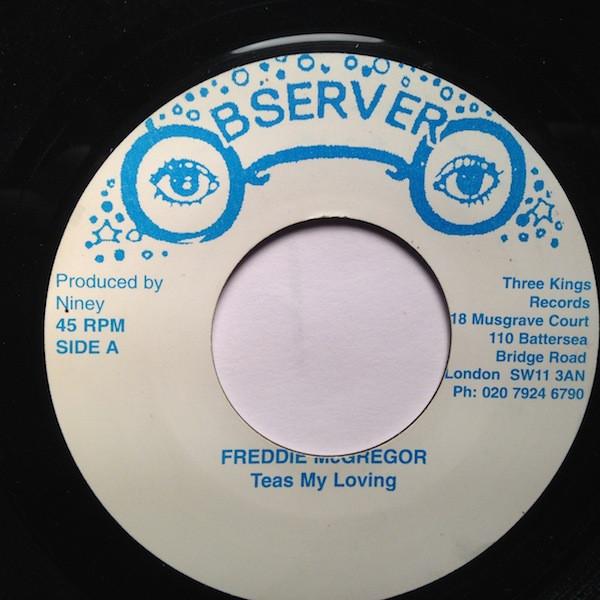 BSERVER
Produced by
Niney
45 RPM
SIDE A
Three Kings
Records
18 Musgrave Court
110 Battersea
Bridge Road
London SW11 3AN
Ph: 020 7924 6790
FREDDIE McGREGOR
Teas My Loving